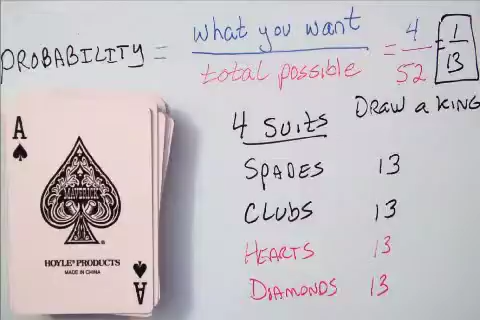 PROBABILITY = what you want / total possible = 4/52 = 1/13
DRAW A KING
4 SUITS
SPADES 13
CLUBS 13
HEARTS 13
DIAMONDS 13
A
MAVERICK
HOYLE® PRODUCTS
MADE IN CHINA
A